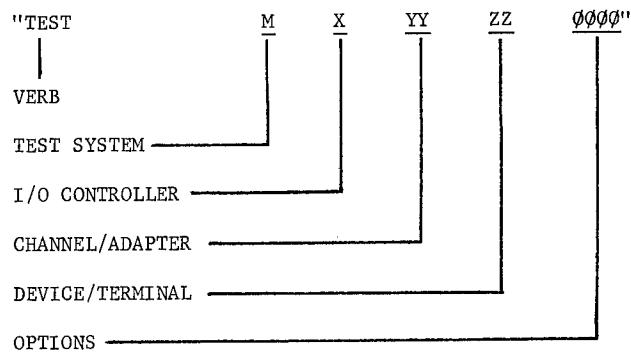 "TEST M X YY ZZ ØØØØ"
VERB
TEST SYSTEM
I/O CONTROLLER
CHANNEL/ADAPTER
DEVICE/TERMINAL
OPTIONS